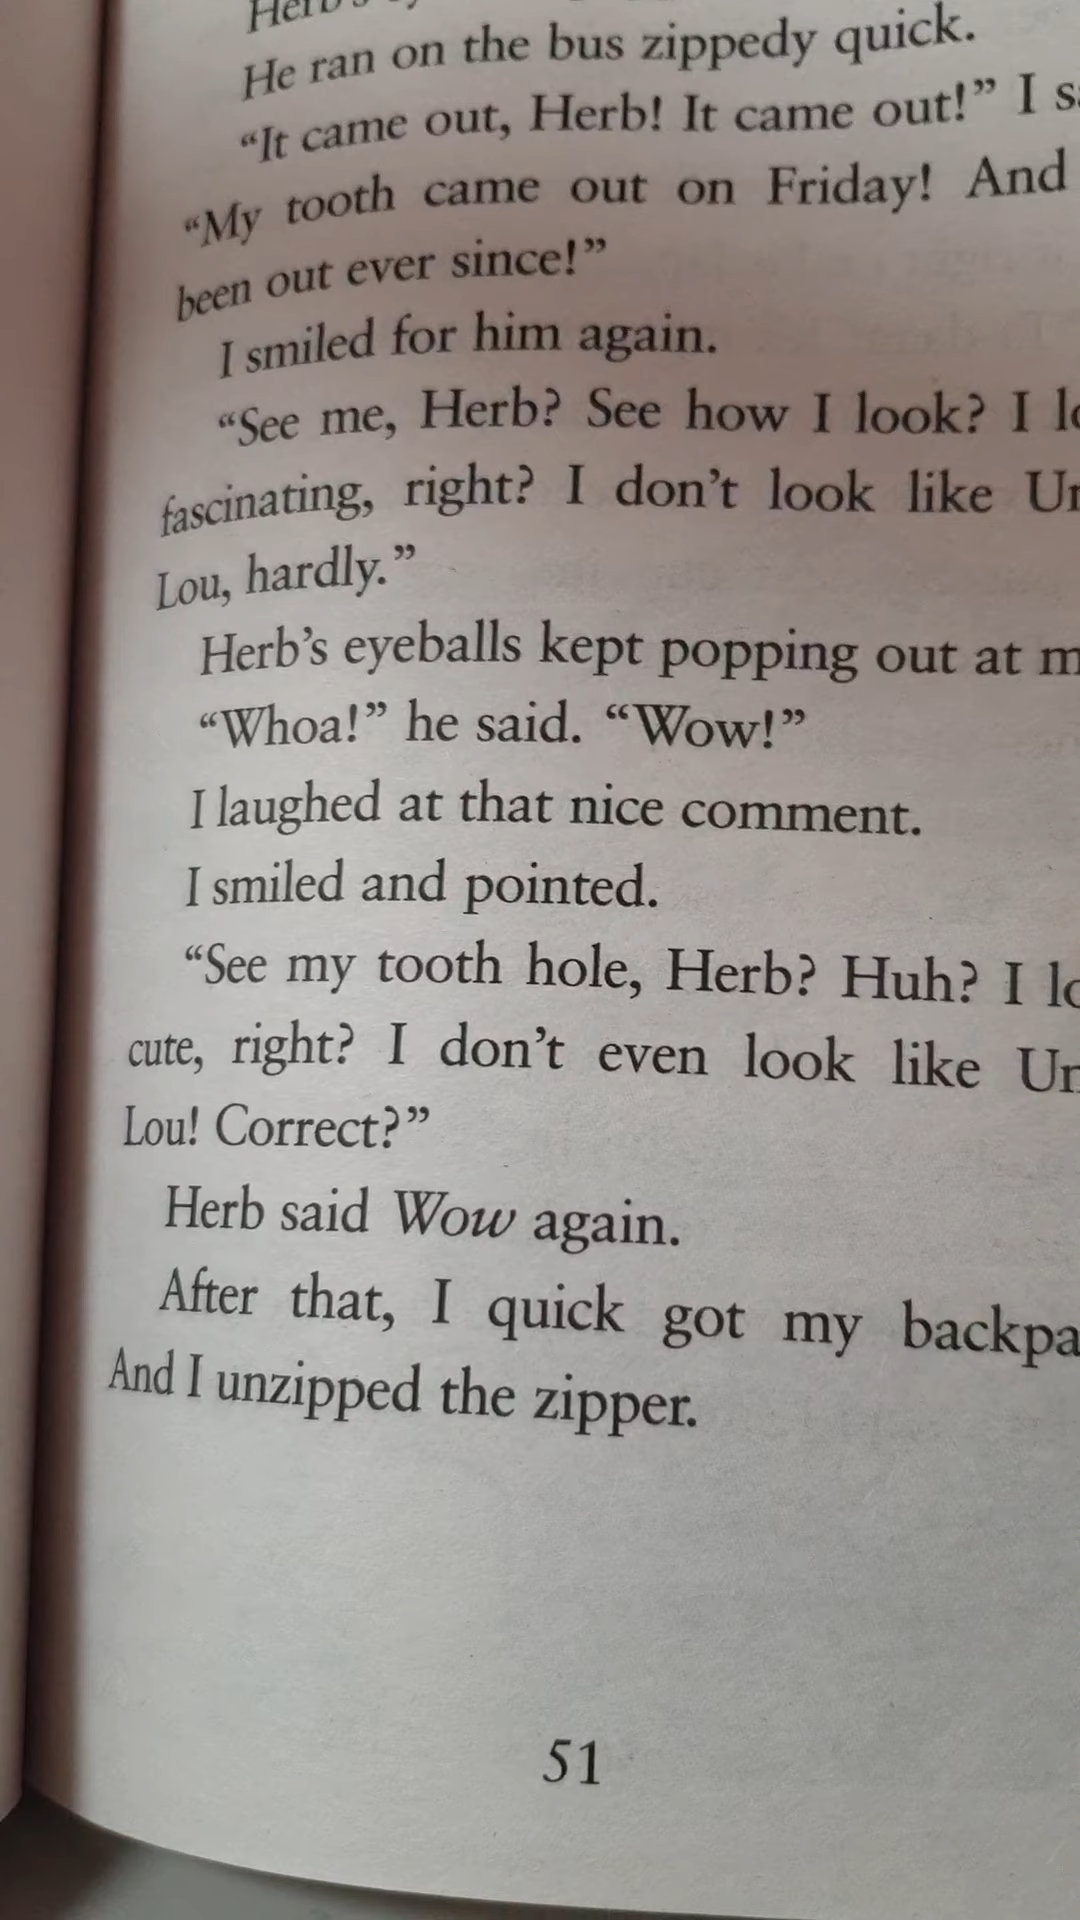 Herb's
He ran on the bus zippedy quick.
“It came out, Herb! It came out!” I
“My tooth came out on Friday! And
been out ever since!”
I smiled for him again.
“See me, Herb? See how I look? I
fascinating, right? I don’t look like
Lou, hardly.”
Herb’s eyeballs kept popping out at
“Whoa!” he said. “Wow!”
I laughed at that nice comment.
I smiled and pointed.
“See my tooth hole, Herb? Huh? I
cute, right? I don’t even look like
Lou! Correct?”
Herb said Wow again.
After that, I quick got my
And I unzipped the zipper.
51